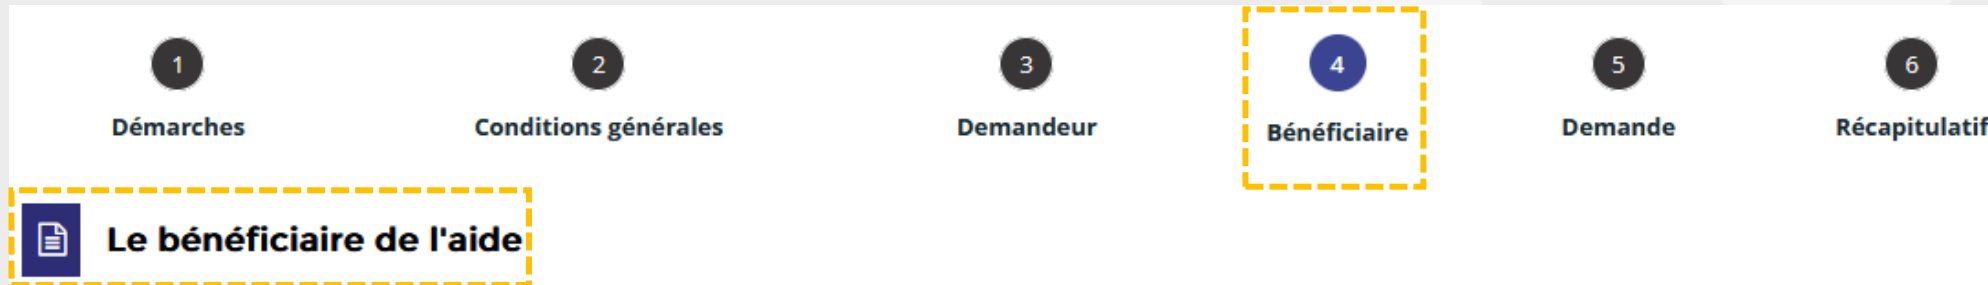 1 2 3 4 5 6
Démarches Conditions générales Demandeur Bénéficiaire Demande Récapitulatif
Le bénéficiaire de l'aide